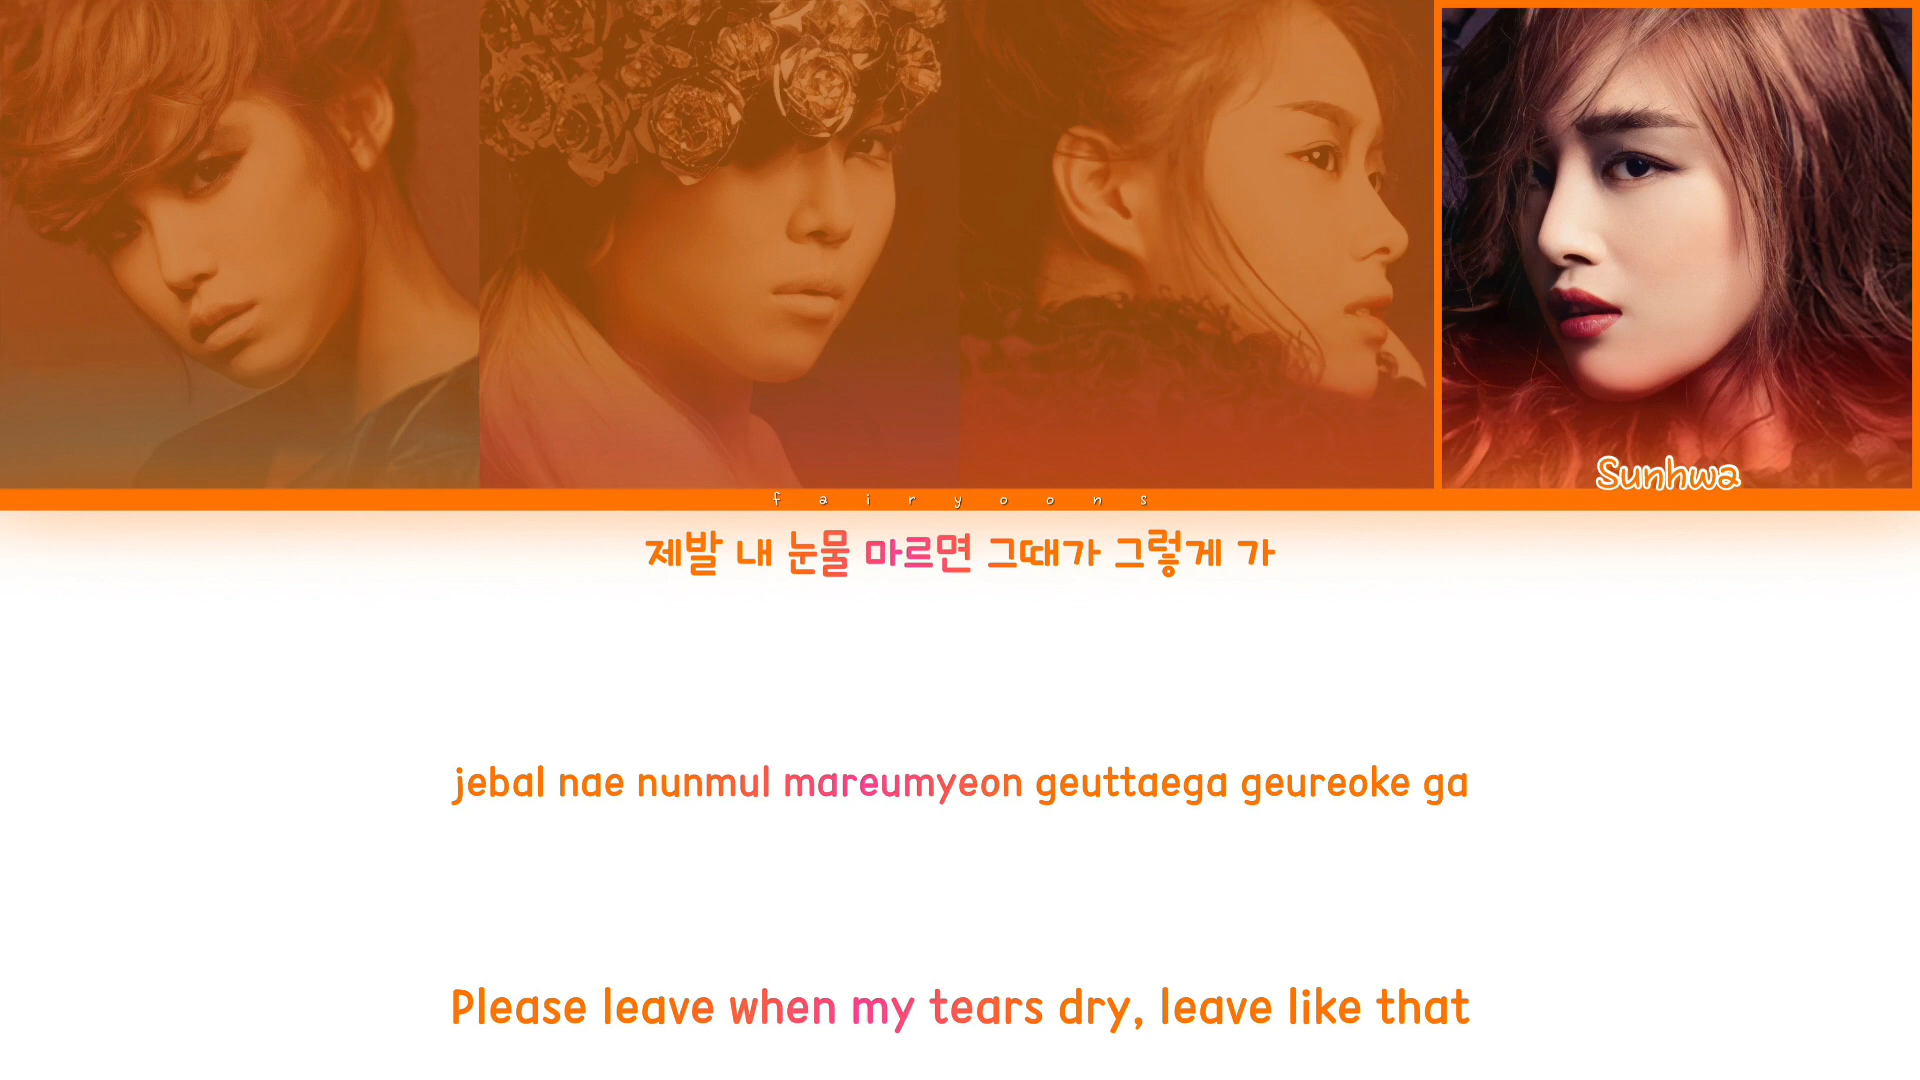 Sunhwa
f a i r y o o n s
제발 내 눈물 마르면 그때가 그렇게 가
jebal nae nunmul mareumyeon geuttaega geureoke ga
Please leave when my tears dry, leave like that